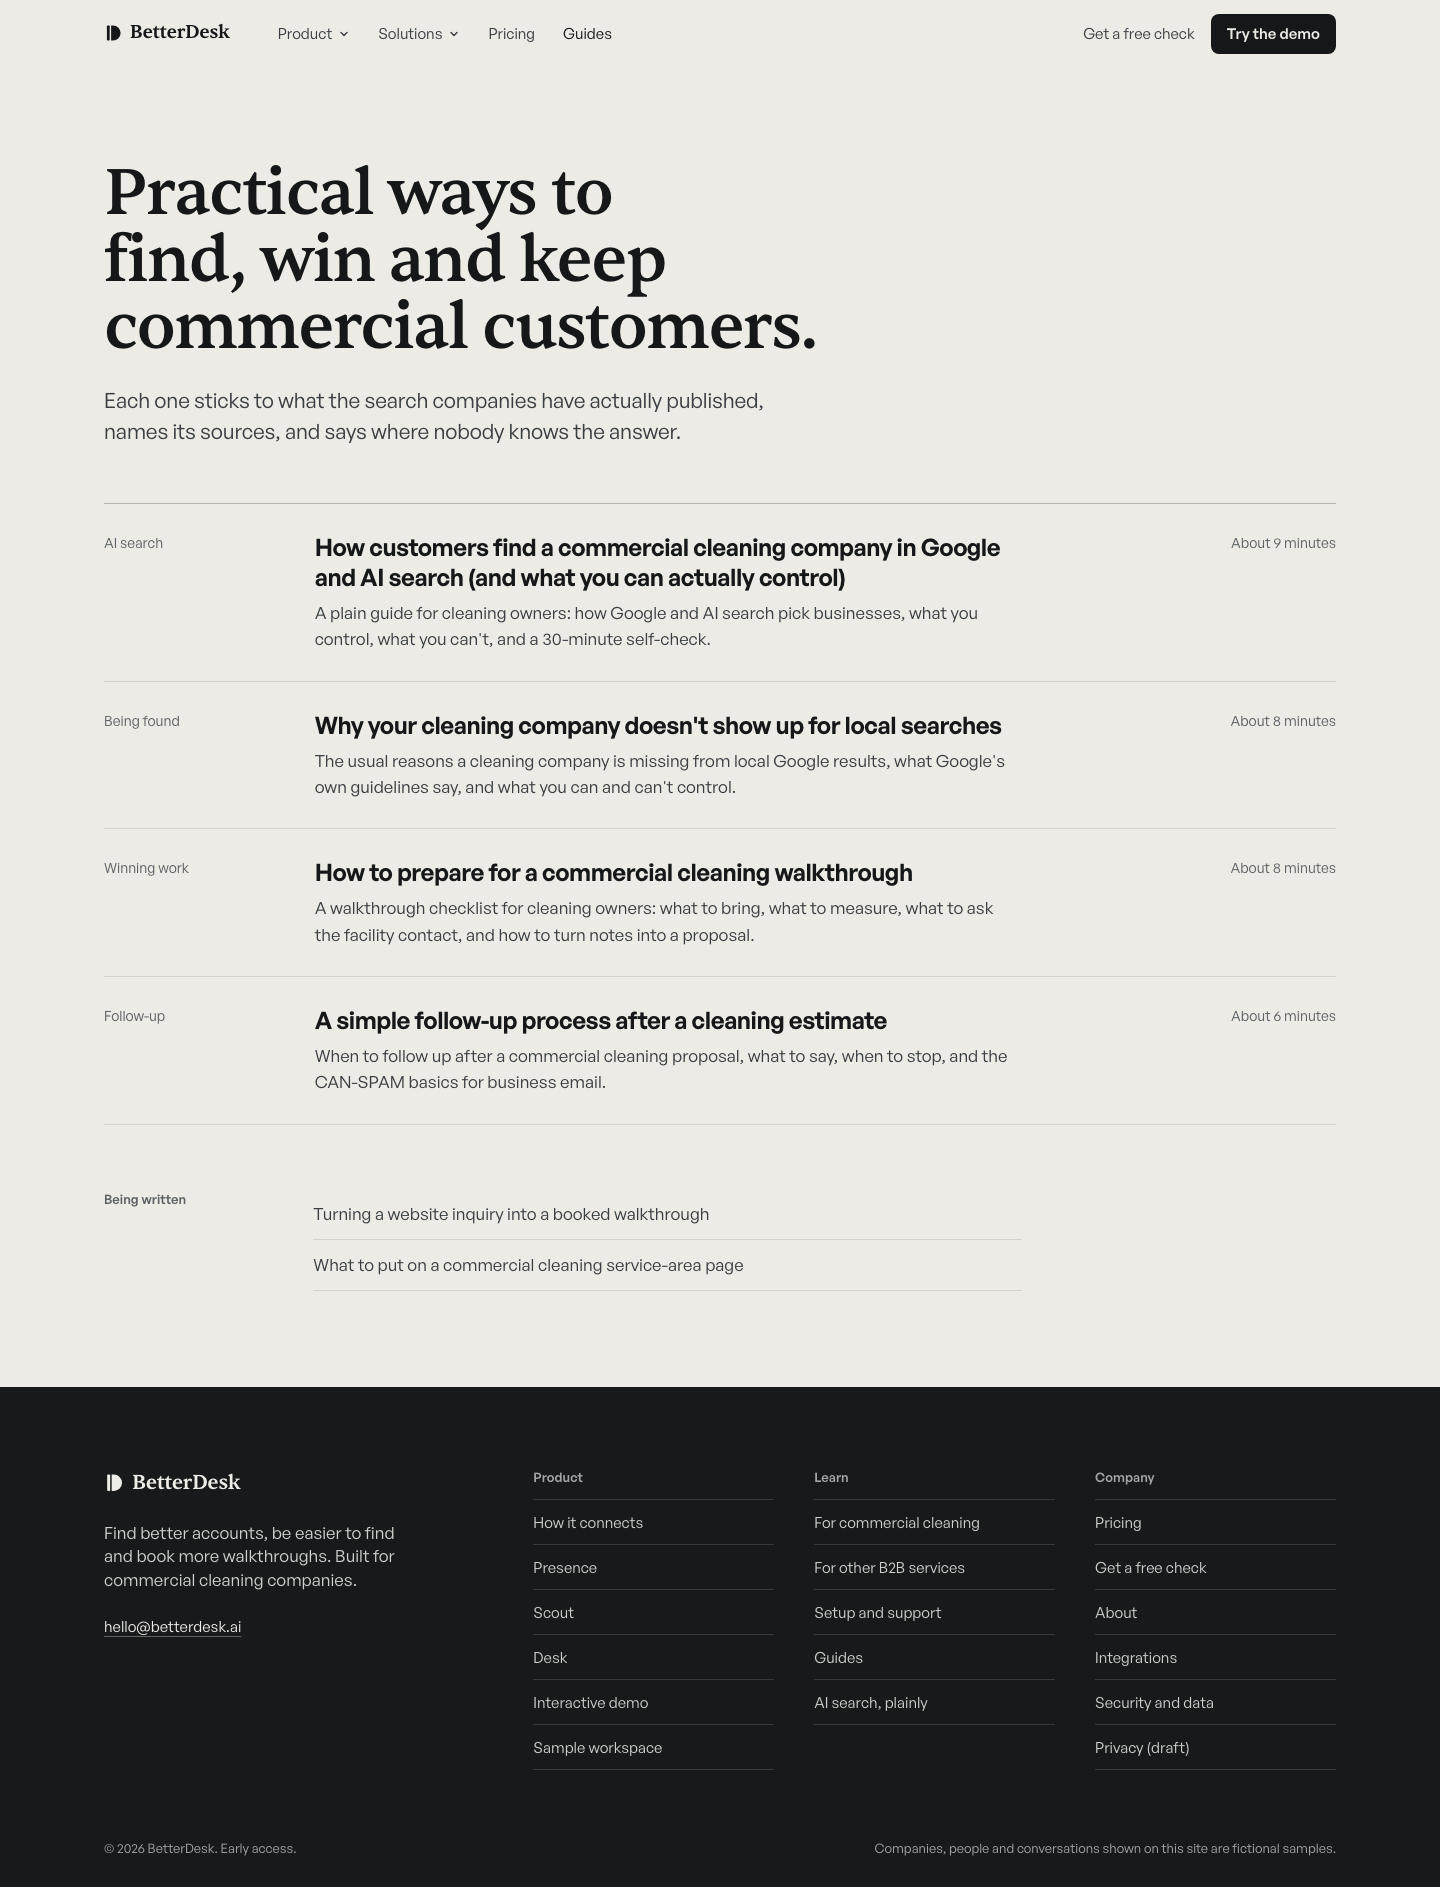 BetterDesk
Product
Solutions
Pricing
Guides
Get a free check
Try the demo
Practical ways to
find, win and keep
commercial customers.
Each one sticks to what the search companies have actually published,
names its sources, and says where nobody knows the answer.
AI search
How customers find a commercial cleaning company in Google
and AI search (and what you can actually control)
A plain guide for cleaning owners: how Google and AI search pick businesses, what you
control, what you can't, and a 30-minute self-check.
About 9 minutes
Being found
Why your cleaning company doesn't show up for local searches
The usual reasons a cleaning company is missing from local Google results, what Google's
own guidelines say, and what you can and can't control.
About 8 minutes
Winning work
How to prepare for a commercial cleaning walkthrough
A walkthrough checklist for cleaning owners: what to bring, what to measure, what to ask
the facility contact, and how to turn notes into a proposal.
About 8 minutes
Follow-up
A simple follow-up process after a cleaning estimate
When to follow up after a commercial cleaning proposal, what to say, when to stop, and the
CAN-SPAM basics for business email.
About 6 minutes
Being written
Turning a website inquiry into a booked walkthrough
What to put on a commercial cleaning service-area page
BetterDesk
Find better accounts, be easier to find
and book more walkthroughs. Built for
commercial cleaning companies.
hello@betterdesk.ai
Product
How it connects
Presence
Scout
Desk
Interactive demo
Sample workspace
Learn
For commercial cleaning
For other B2B services
Setup and support
Guides
AI search, plainly
Company
Pricing
Get a free check
About
Integrations
Security and data
Privacy (draft)
© 2026 BetterDesk. Early access.
Companies, people and conversations shown on this site are fictional samples.